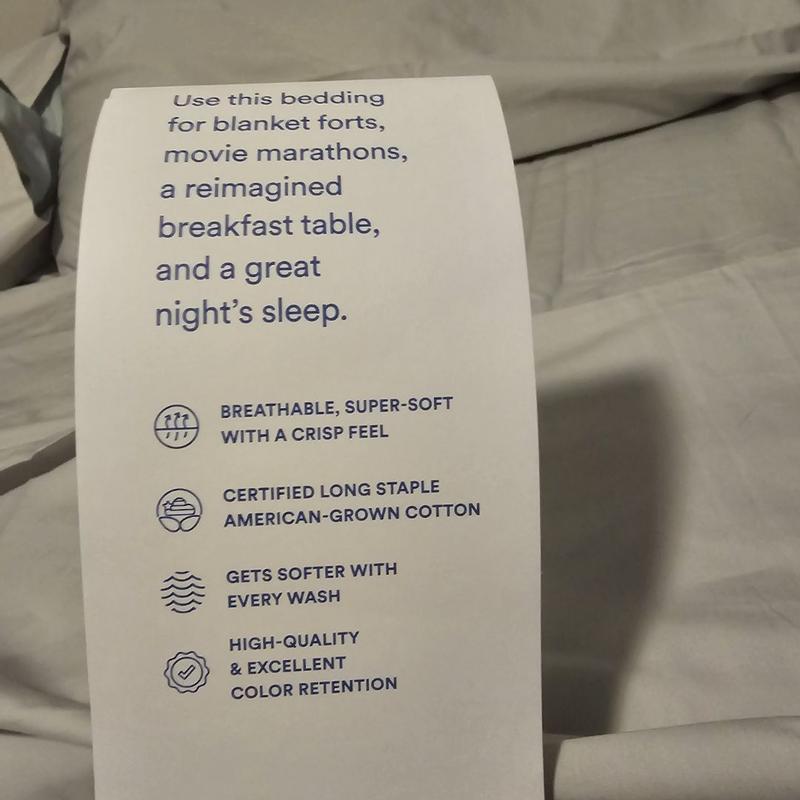 Use this bedding
for blanket forts,
movie marathons,
a reimagined
breakfast table,
and a great
night's sleep.
BREATHABLE, SUPER-SOFT
WITH A CRISP FEEL
CERTIFIED LONG STAPLE
AMERICAN-GROWN COTTON
GETS SOFTER WITH
EVERY WASH
HIGH-QUALITY
& EXCELLENT
COLOR RETENTION